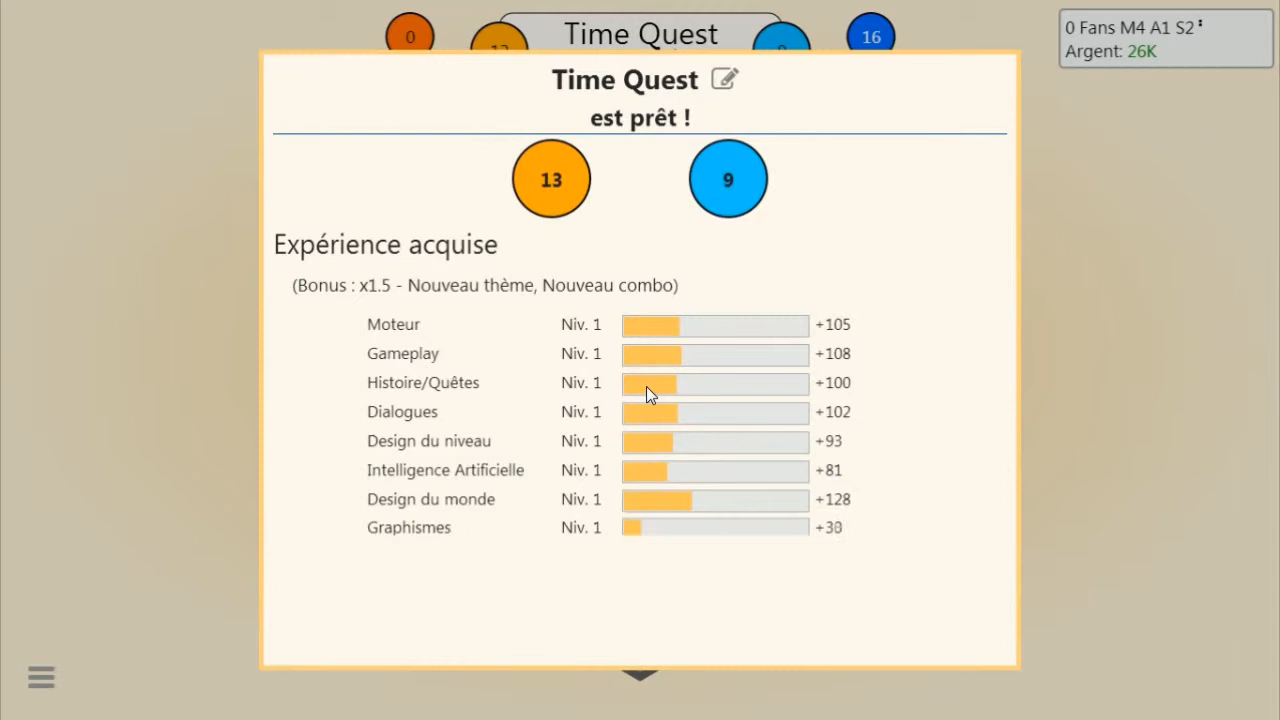 0
Time Quest
16
0 Fans M4 A1 S2
Argent: 26K
Time Quest
est prêt !
13
9
Expérience acquise
(Bonus : x1.5 - Nouveau thème, Nouveau combo)
Moteur Niv. 1 +105
Gameplay Niv. 1 +108
Histoire/Quêtes Niv. 1 +100
Dialogues Niv. 1 +102
Design du niveau Niv. 1 +93
Intelligence Artificielle Niv. 1 +81
Design du monde Niv. 1 +128
Graphismes Niv. 1